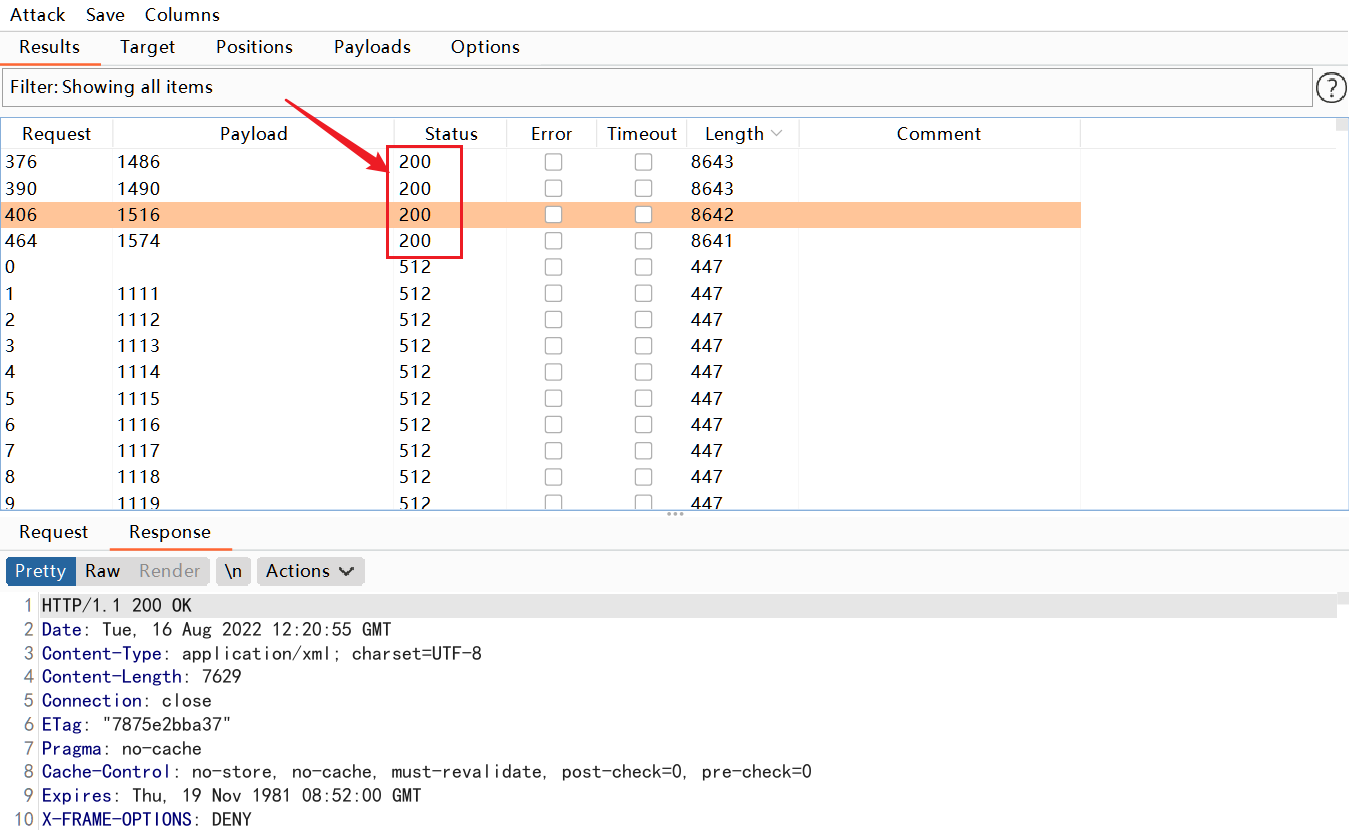 Attack Save Columns
Results Target Positions Payloads Options
Filter: Showing all items ?
Request Payload Status Error Timeout Length Comment
376 1486 200 8643
390 1490 200 8643
406 1516 200 8642
464 1574 200 8641
0 512 447
1 1111 512 447
2 1112 512 447
3 1113 512 447
4 1114 512 447
5 1115 512 447
6 1116 512 447
7 1117 512 447
8 1118 512 447
9 1119 512 447
Request Response
Pretty Raw Render \n Actions
1 HTTP/1.1 200 OK
2 Date: Tue, 16 Aug 2022 12:20:55 GMT
3 Content-Type: application/xml; charset=UTF-8
4 Content-Length: 7629
5 Connection: close
6 ETag: "7875e2bba37"
7 Pragma: no-cache
8 Cache-Control: no-store, no-cache, must-revalidate, post-check=0, pre-check=0
9 Expires: Thu, 19 Nov 1981 08:52:00 GMT
10 X-FRAME-OPTIONS: DENY